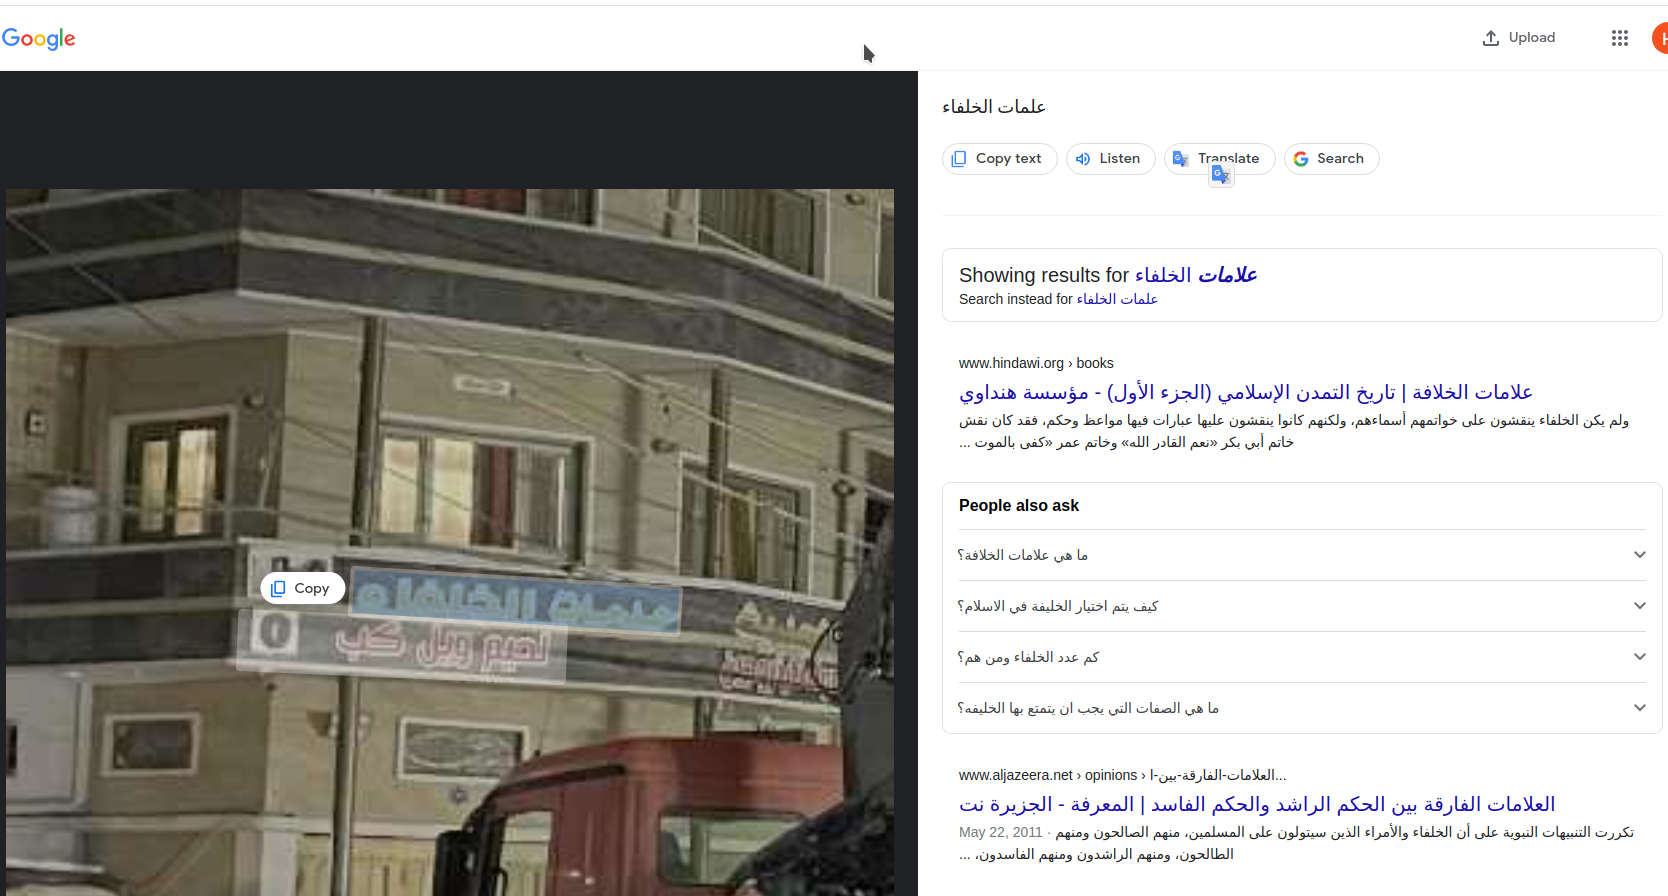 Google
Upload
H
علمات الخلفاء
Copy text
Listen
Translate
Search
Showing results for علامات الخلفاء
Search instead for علمات الخلفاء
www.hindawi.org › books
علامات الخلافة | تاريخ التمدن الإسلامي (الجزء الأول) - مؤسسة هنداوي
ولم يكن الخلفاء ينقشون على خواتمهم أسماءهم، ولكنهم كانوا ينقشون عليها عبارات فيها مواعظ وحكم، فقد كان نقش
خاتم أبي بكر «نعم القادر الله» وخاتم عمر «كفى بالموت ...
People also ask
ما هي علامات الخلافة؟
كيف يتم اختيار الخليفة في الاسلام؟
كم عدد الخلفاء ومن هم؟
ما هي الصفات التي يجب ان يتمتع بها الخليفه؟
www.aljazeera.net › opinions › العلامات-الفارقة-بين-ا...
العلامات الفارقة بين الحكم الراشد والحكم الفاسد | المعرفة - الجزيرة نت
May 22, 2011 · تكررت التنبيهات النبوية على أن الخلفاء والأمراء الذين سيتولون على المسلمين، منهم الصالحون ومنهم
الطالحون، ومنهم الراشدون ومنهم الفاسدون، ...
Copy
الخلفاء
لحيم ويل كب